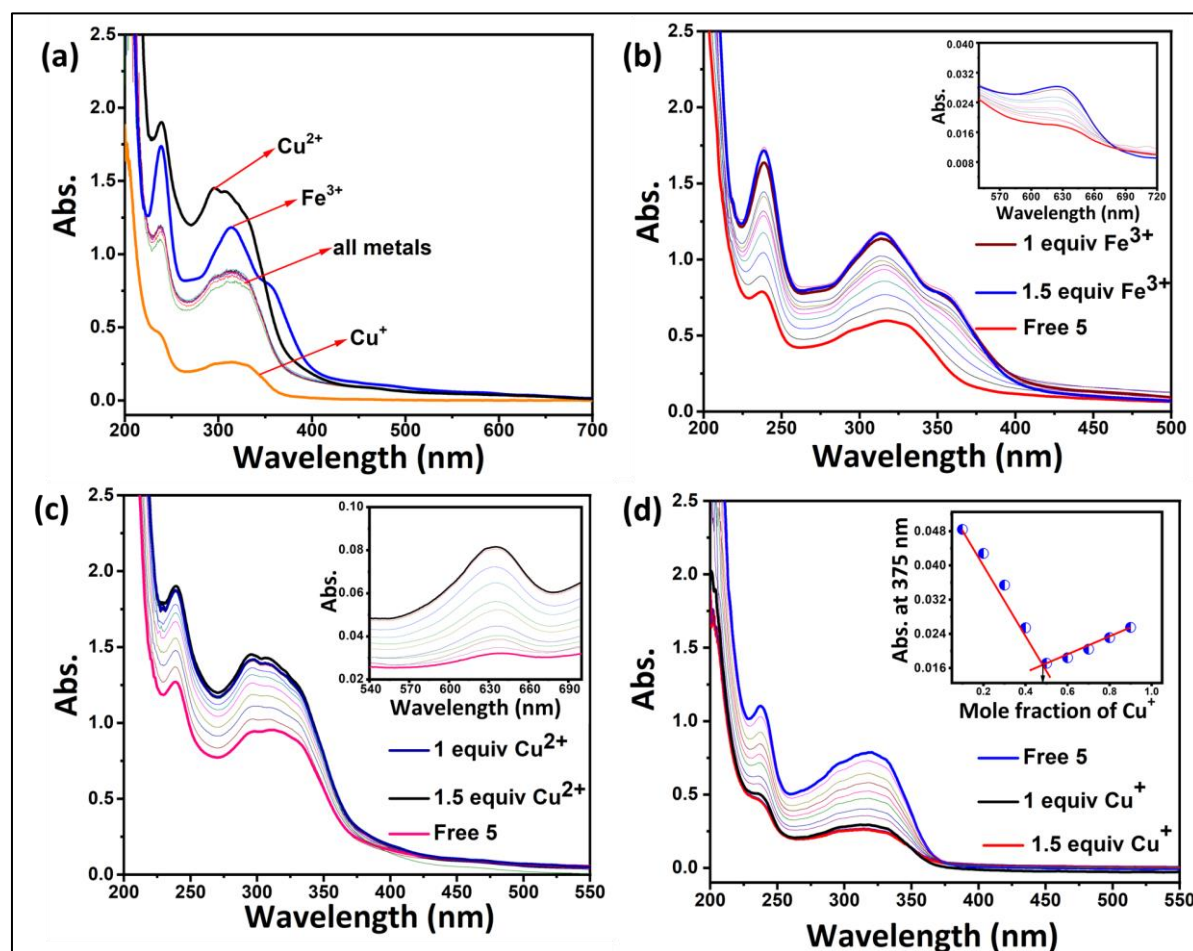 (a)
2.5
2.0
1.5
1.0
0.5
0.0
Abs.
Cu2+
Fe3+
all metals
Cu+
200 300 400 500 600 700
Wavelength (nm)
(b)
2.5
2.0
1.5
1.0
0.5
0.0
Abs.
0.040
0.032
0.024
0.016
0.008
Abs.
570 600 630 660 690 720
Wavelength (nm)
1 equiv Fe3+
1.5 equiv Fe3+
Free 5
200 250 300 350 400 450 500
Wavelength (nm)
(c)
2.5
2.0
1.5
1.0
0.5
0.0
Abs.
0.10
0.08
0.06
0.04
0.02
Abs.
540 570 600 630 660 690
Wavelength (nm)
1 equiv Cu2+
1.5 equiv Cu2+
Free 5
200 250 300 350 400 450 500 550
Wavelength (nm)
(d)
2.5
2.0
1.5
1.0
0.5
0.0
Abs.
0.048
0.040
0.032
0.024
0.016
Abs. at 375 nm
0.2 0.4 0.6 0.8 1.0
Mole fraction of Cu+
Free 5
1 equiv Cu+
1.5 equiv Cu+
200 250 300 350 400 450 500 550
Wavelength (nm)